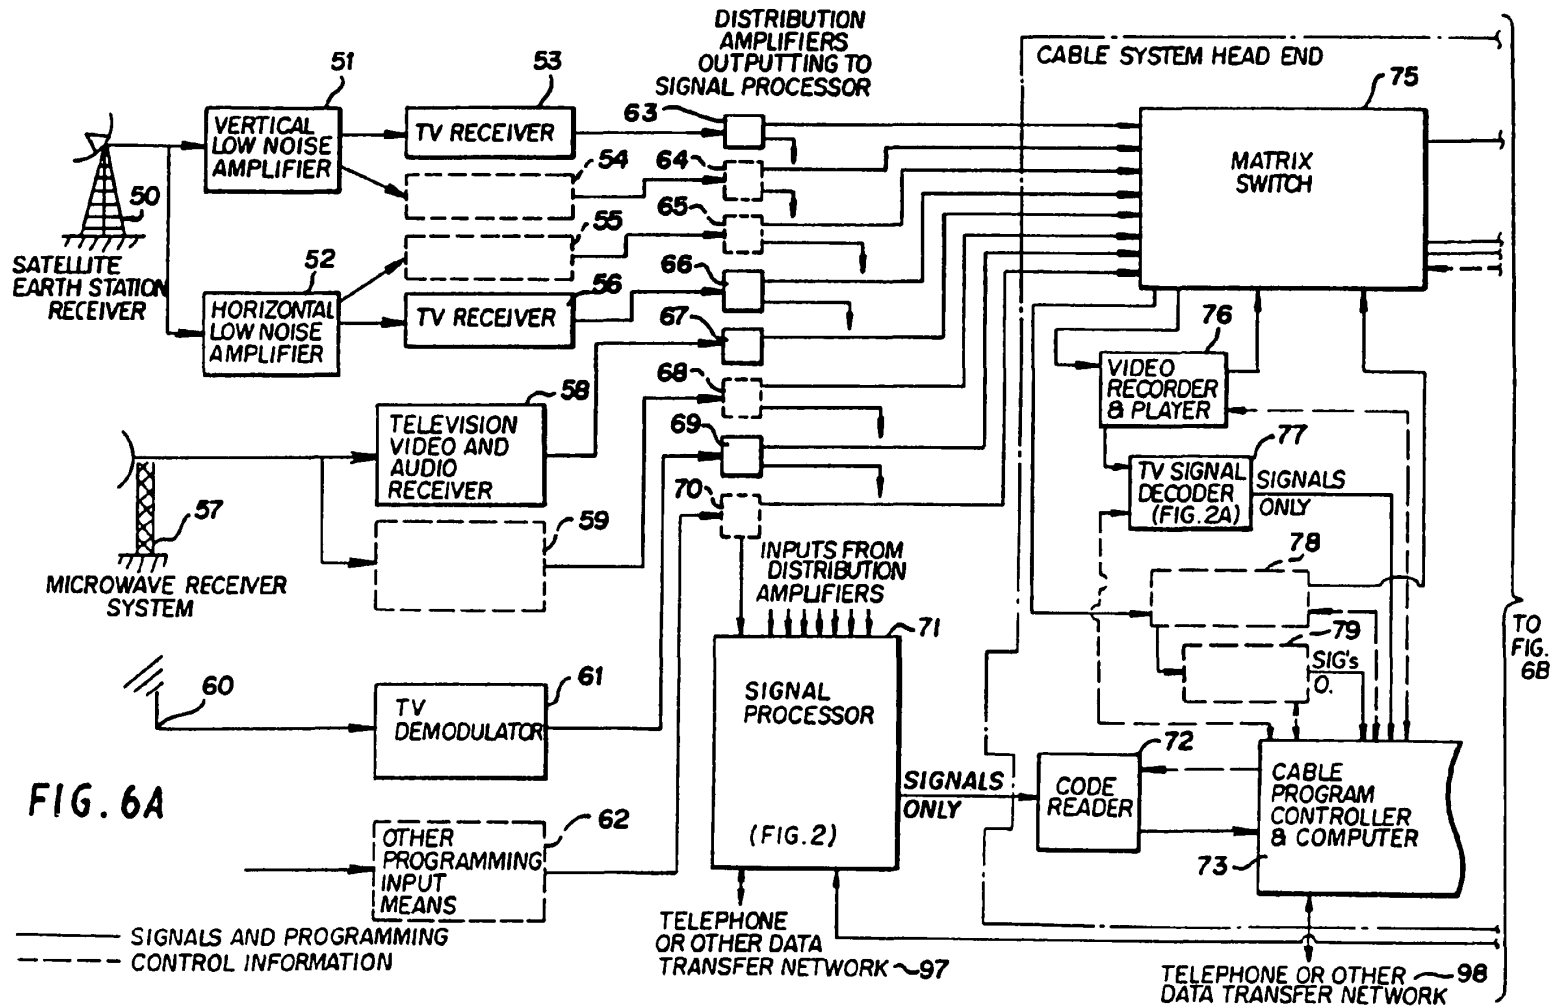 DISTRIBUTION
AMPLIFIERS
OUTPUTTING TO
SIGNAL PROCESSOR
CABLE SYSTEM HEAD END
51
53
63
75
VERTICAL
LOW NOISE
AMPLIFIER
TV RECEIVER
MATRIX
SWITCH
54
64
50
55
65
SATELLITE
EARTH STATION
RECEIVER
52
56
66
HORIZONTAL
LOW NOISE
AMPLIFIER
TV RECEIVER
67
76
VIDEO
RECORDER
& PLAYER
58
68
TELEVISION
VIDEO AND
AUDIO
RECEIVER
69
77
TV SIGNAL
DECODER
(FIG. 2A)
SIGNALS
ONLY
70
57
59
MICROWAVE RECEIVER
SYSTEM
INPUTS FROM
DISTRIBUTION
AMPLIFIERS
78
71
79
SIG's
O.
TO
FIG.
6B
60
61
TV
DEMODULATOR
SIGNAL
PROCESSOR
(FIG. 2)
SIGNALS
ONLY
72
CODE
READER
CABLE
PROGRAM
CONTROLLER
& COMPUTER
73
FIG. 6A
62
OTHER
PROGRAMMING
INPUT
MEANS
TELEPHONE
OR OTHER DATA
TRANSFER NETWORK ~97
SIGNALS AND PROGRAMMING
CONTROL INFORMATION
TELEPHONE OR OTHER ~98
DATA TRANSFER NETWORK